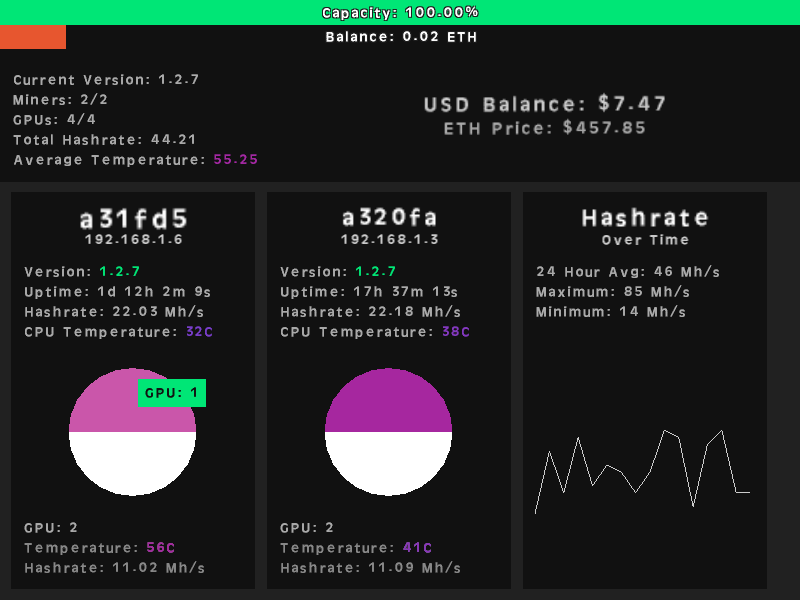 Capacity: 100.00%
Balance: 0.02 ETH
Current Version: 1.2.7
Miners: 2/2
GPUs: 4/4
Total Hashrate: 44.21
Average Temperature: 55.25
USD Balance: $7.47
ETH Price: $457.85
a31fd5
192.168.1.6
Version: 1.2.7
Uptime: 1d 12h 2m 9s
Hashrate: 22.03 Mh/s
CPU Temperature: 32C
GPU: 1
GPU: 2
Temperature: 56C
Hashrate: 11.02 Mh/s
a320fa
192.168.1.3
Version: 1.2.7
Uptime: 17h 37m 13s
Hashrate: 22.18 Mh/s
CPU Temperature: 38C
GPU: 2
Temperature: 41C
Hashrate: 11.09 Mh/s
Hashrate
Over Time
24 Hour Avg: 46 Mh/s
Maximum: 85 Mh/s
Minimum: 14 Mh/s